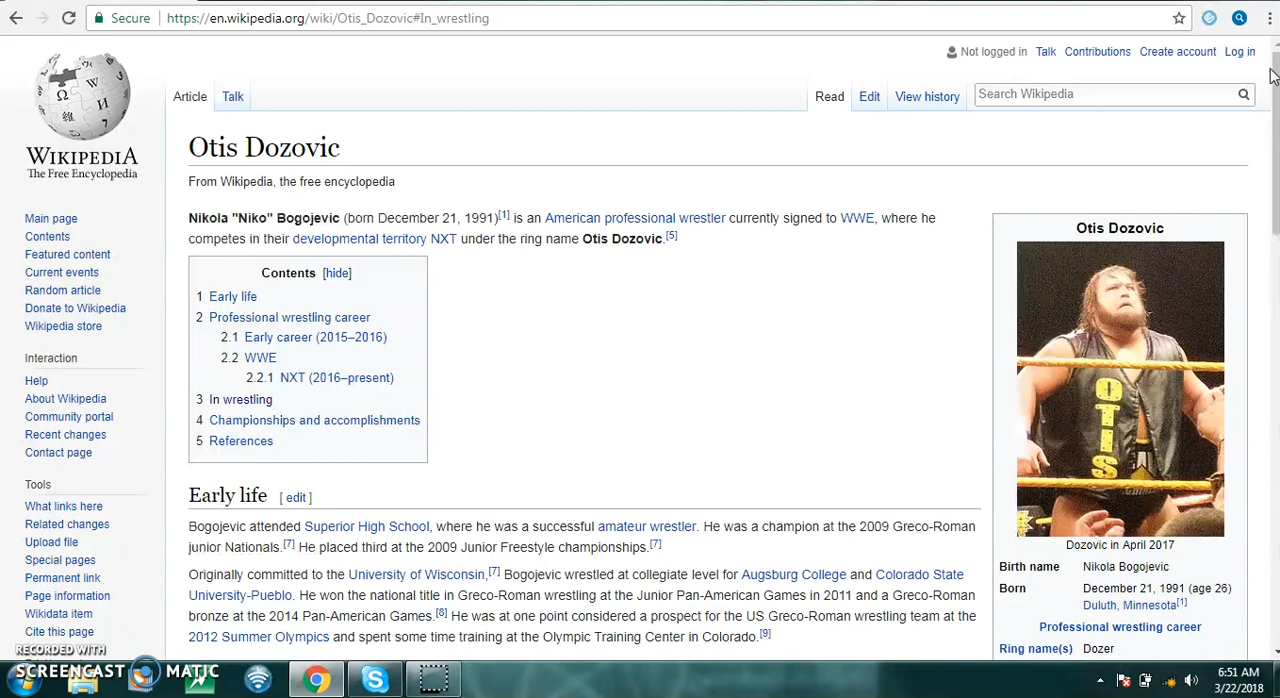 Secure https://en.wikipedia.org/wiki/Otis_Dozovic#In_wrestling
Not logged in Talk Contributions Create account Log in
Article Talk Read Edit View history Search Wikipedia
WIKIPEDIA
The Free Encyclopedia
Main page
Contents
Featured content
Current events
Random article
Donate to Wikipedia
Wikipedia store
Interaction
Help
About Wikipedia
Community portal
Recent changes
Contact page
Tools
What links here
Related changes
Upload file
Special pages
Permanent link
Page information
Wikidata item
Cite this page
Otis Dozovic
From Wikipedia, the free encyclopedia
Nikola "Niko" Bogojevic (born December 21, 1991)[1] is an American professional wrestler currently signed to WWE, where he
competes in their developmental territory NXT under the ring name Otis Dozovic.[5]
Contents [hide]
1 Early life
2 Professional wrestling career
2.1 Early career (2015–2016)
2.2 WWE
2.2.1 NXT (2016–present)
3 In wrestling
4 Championships and accomplishments
5 References
Early life [ edit ]
Bogojevic attended Superior High School, where he was a successful amateur wrestler. He was a champion at the 2009 Greco-Roman
junior Nationals.[7] He placed third at the 2009 Junior Freestyle championships.[7]
Originally committed to the University of Wisconsin,[7] Bogojevic wrestled at collegiate level for Augsburg College and Colorado State
University-Pueblo. He won the national title in Greco-Roman wrestling at the Junior Pan-American Games in 2011 and a Greco-Roman
bronze at the 2014 Pan-American Games.[8] He was at one point considered a prospect for the US Greco-Roman wrestling team at the
2012 Summer Olympics and spent some time training at the Olympic Training Center in Colorado.[9]
Otis Dozovic
OTIS
Dozovic in April 2017
Birth name Nikola Bogojevic
Born December 21, 1991 (age 26)
Duluth, Minnesota[1]
Professional wrestling career
Ring name(s) Dozer
RECORDED WITH
SCREENCAST MATIC
6:51 AM
3/22/2018